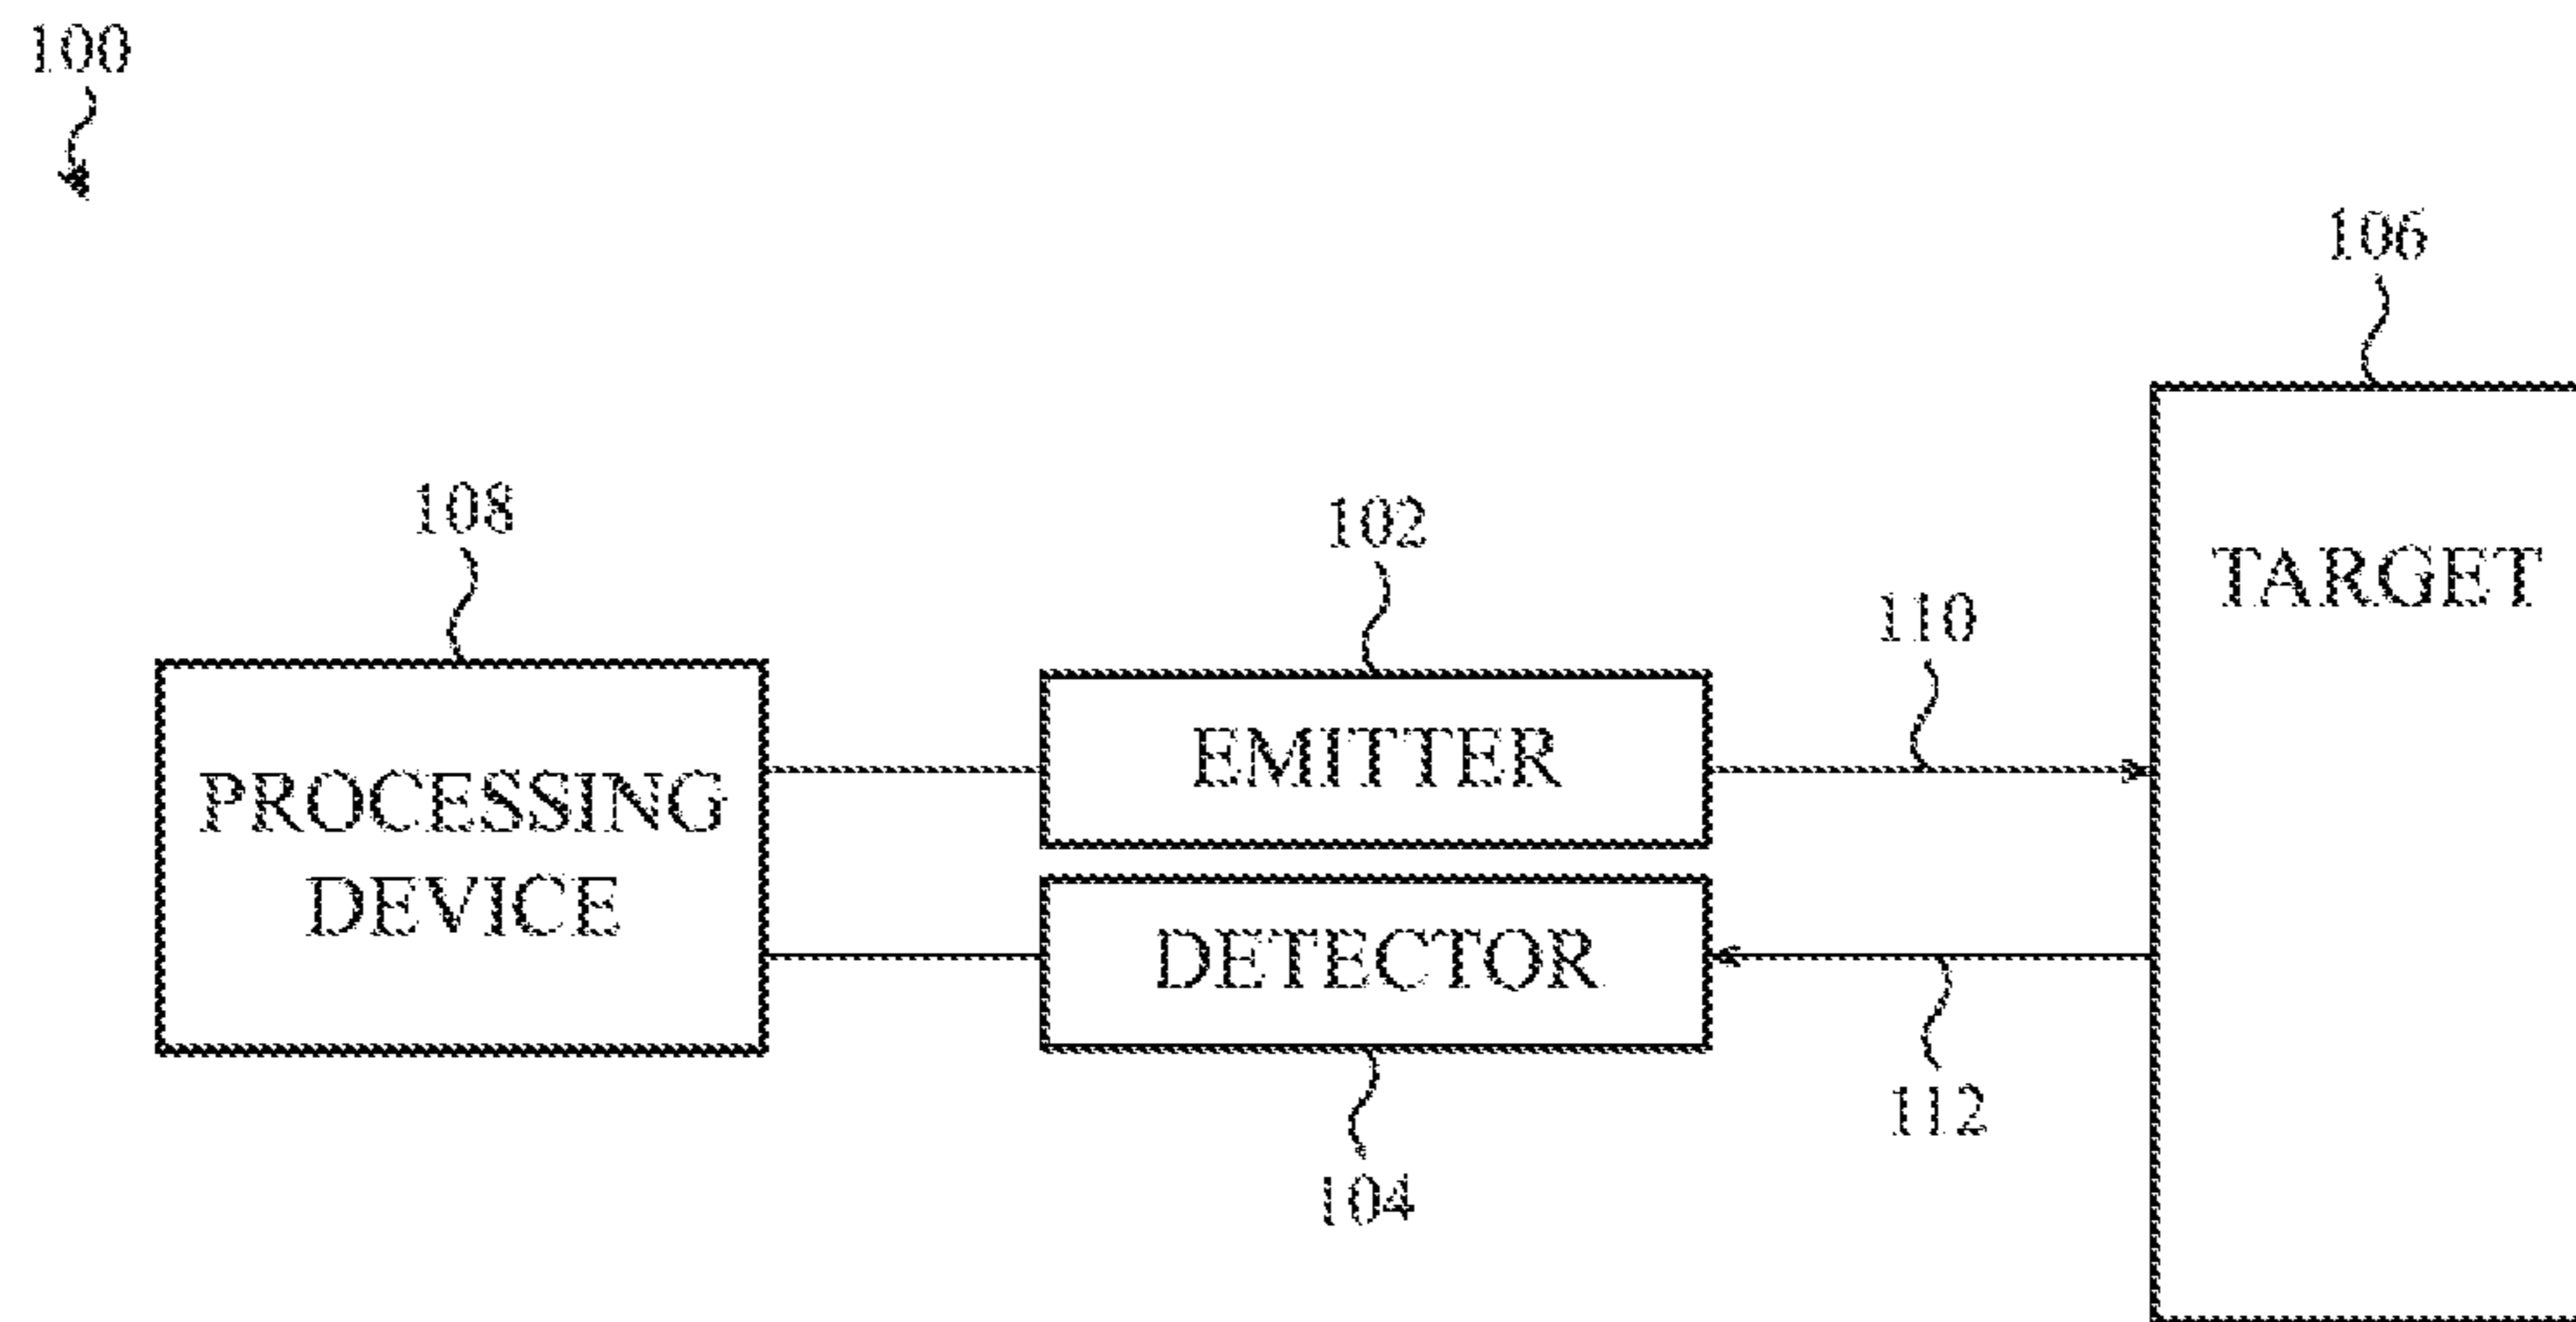 100
106
108
102
TARGET
110
EMITTER
PROCESSING
DEVICE
DETECTOR
112
104